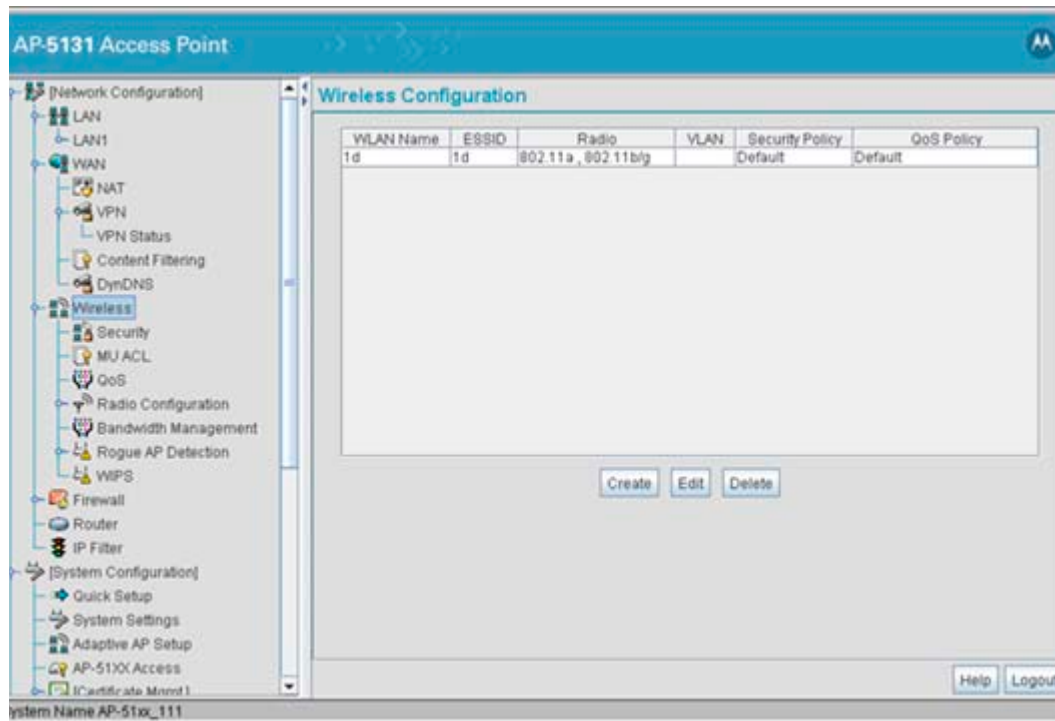 AP-5131 Access Point
[Network Configuration]
LAN
LAN1
WAN
NAT
VPN
VPN Status
Content Filtering
DynDNS
Wireless
Security
MU ACL
QoS
Radio Configuration
Bandwidth Management
Rogue AP Detection
WIPS
Firewall
Router
IP Filter
[System Configuration]
Quick Setup
System Settings
Adaptive AP Setup
AP-51XX Access
[Certificate Mgmt]
Wireless Configuration
WLAN Name ESSID Radio VLAN Security Policy QoS Policy
1d 1d 802.11a , 802.11b/g Default Default
Create Edit Delete
Help Logout
ystem Name AP-51xx_111